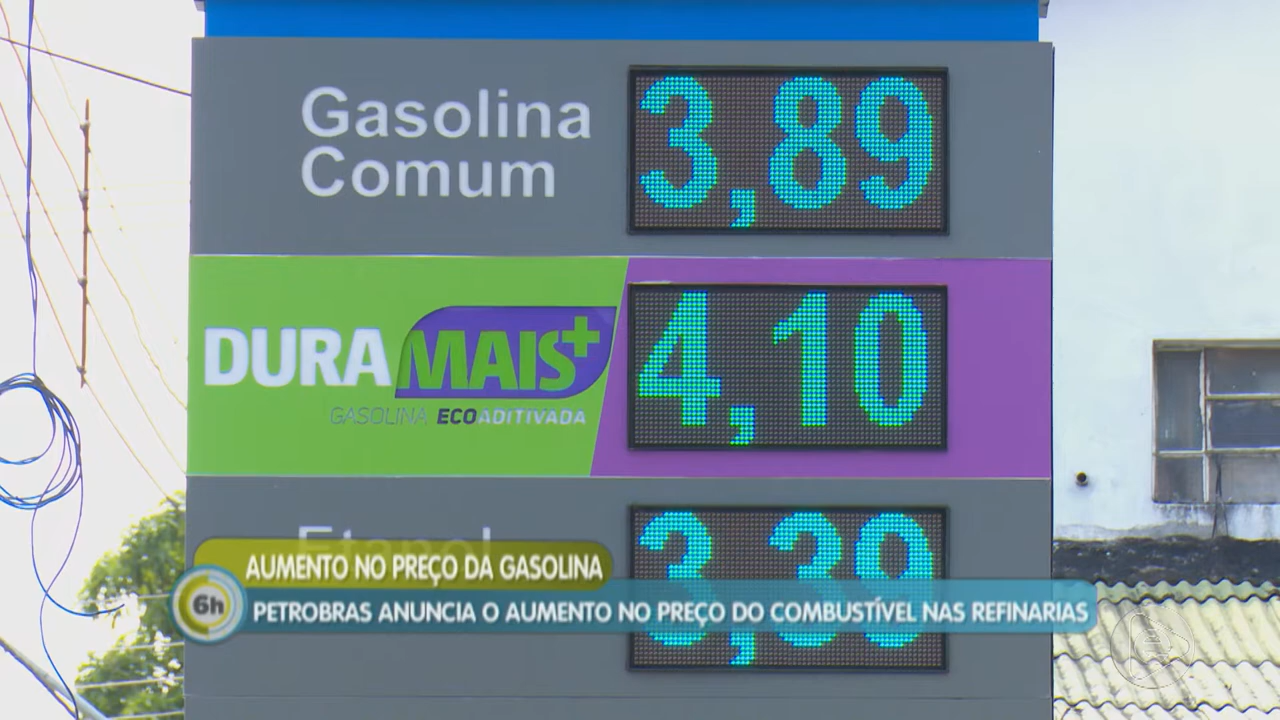 Gasolina
Comum
3,89
DURAMAIS+
GASOLINA ECOADITIVADA
4,10
Etanol
3,39
AUMENTO NO PREÇO DA GASOLINA
6h
PETROBRAS ANUNCIA O AUMENTO NO PREÇO DO COMBUSTÍVEL NAS REFINARIAS